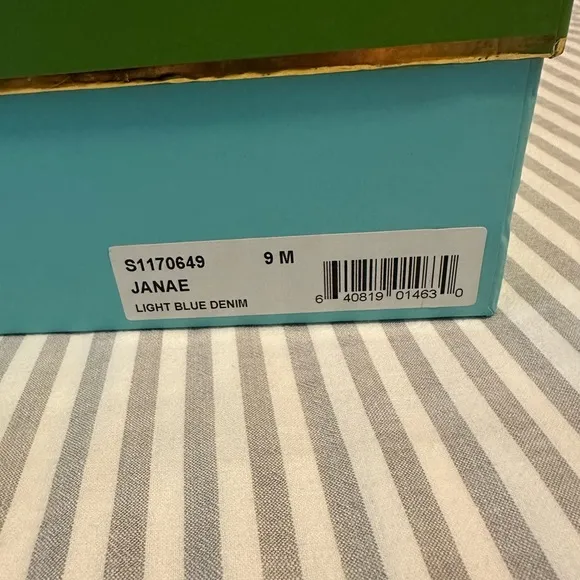 S1170649 9 M
JANAE
LIGHT BLUE DENIM
6 40819 01463 0